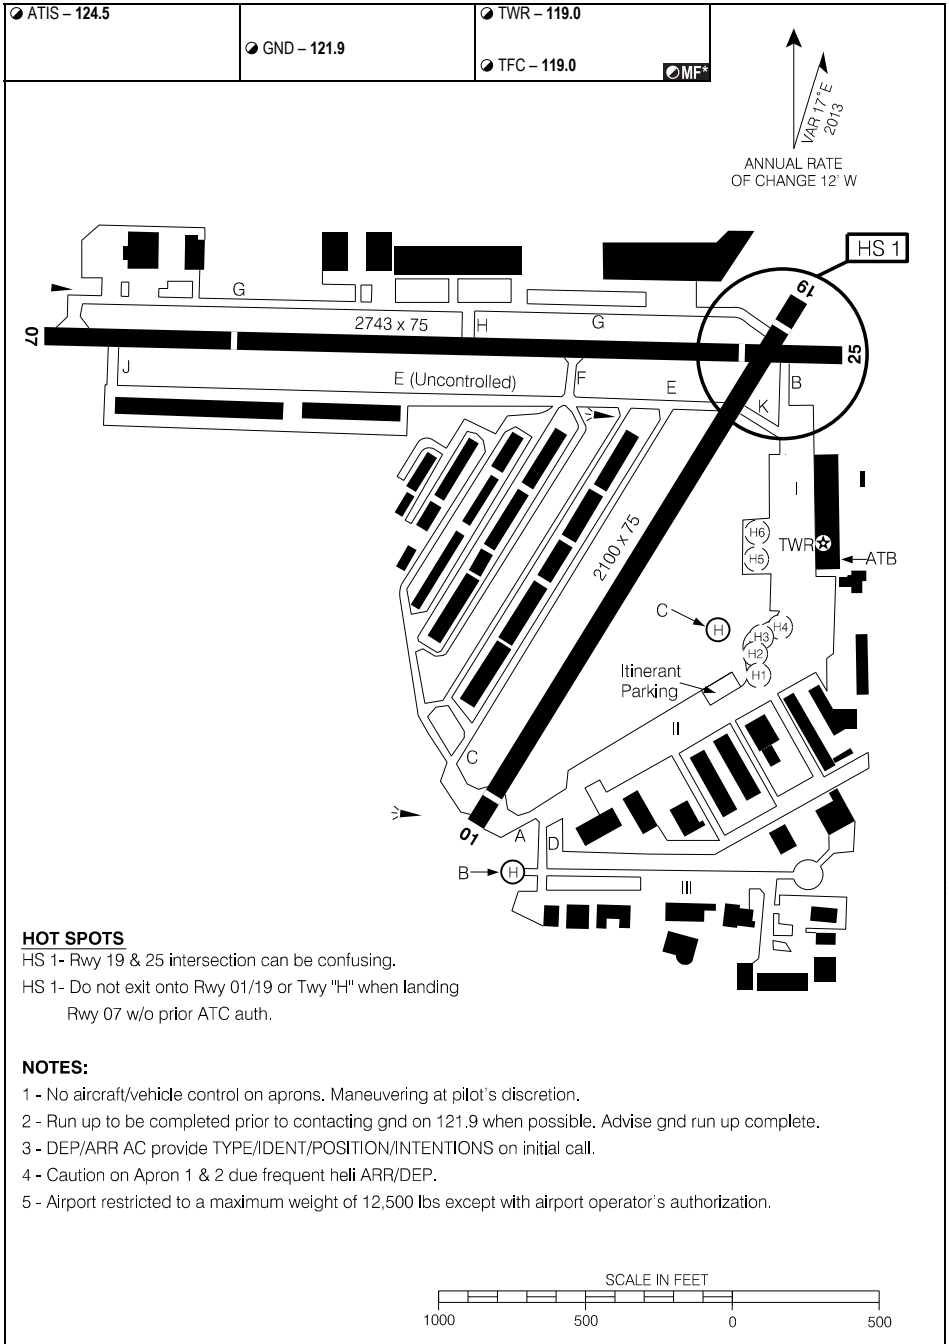 ATIS – 124.5
GND – 121.9
TWR – 119.0
TFC – 119.0
MF*
VAR 17°E
2013
ANNUAL RATE
OF CHANGE 12' W
HS 1
19
G
07
2743 x 75
H
G
25
J
E (Uncontrolled)
F
E
B
K
I
2100 x 75
H6
TWR
H5
ATB
C
H
H4
H3
H2
H1
Itinerant
Parking
II
C
01
A
D
B
H
III
HOT SPOTS
HS 1- Rwy 19 & 25 intersection can be confusing.
HS 1- Do not exit onto Rwy 01/19 or Twy "H" when landing
Rwy 07 w/o prior ATC auth.
NOTES:
1 - No aircraft/vehicle control on aprons. Maneuvering at pilot's discretion.
2 - Run up to be completed prior to contacting gnd on 121.9 when possible. Advise gnd run up complete.
3 - DEP/ARR AC provide TYPE/IDENT/POSITION/INTENTIONS on initial call.
4 - Caution on Apron 1 & 2 due frequent heli ARR/DEP.
5 - Airport restricted to a maximum weight of 12,500 lbs except with airport operator's authorization.
SCALE IN FEET
1000 500 0 500